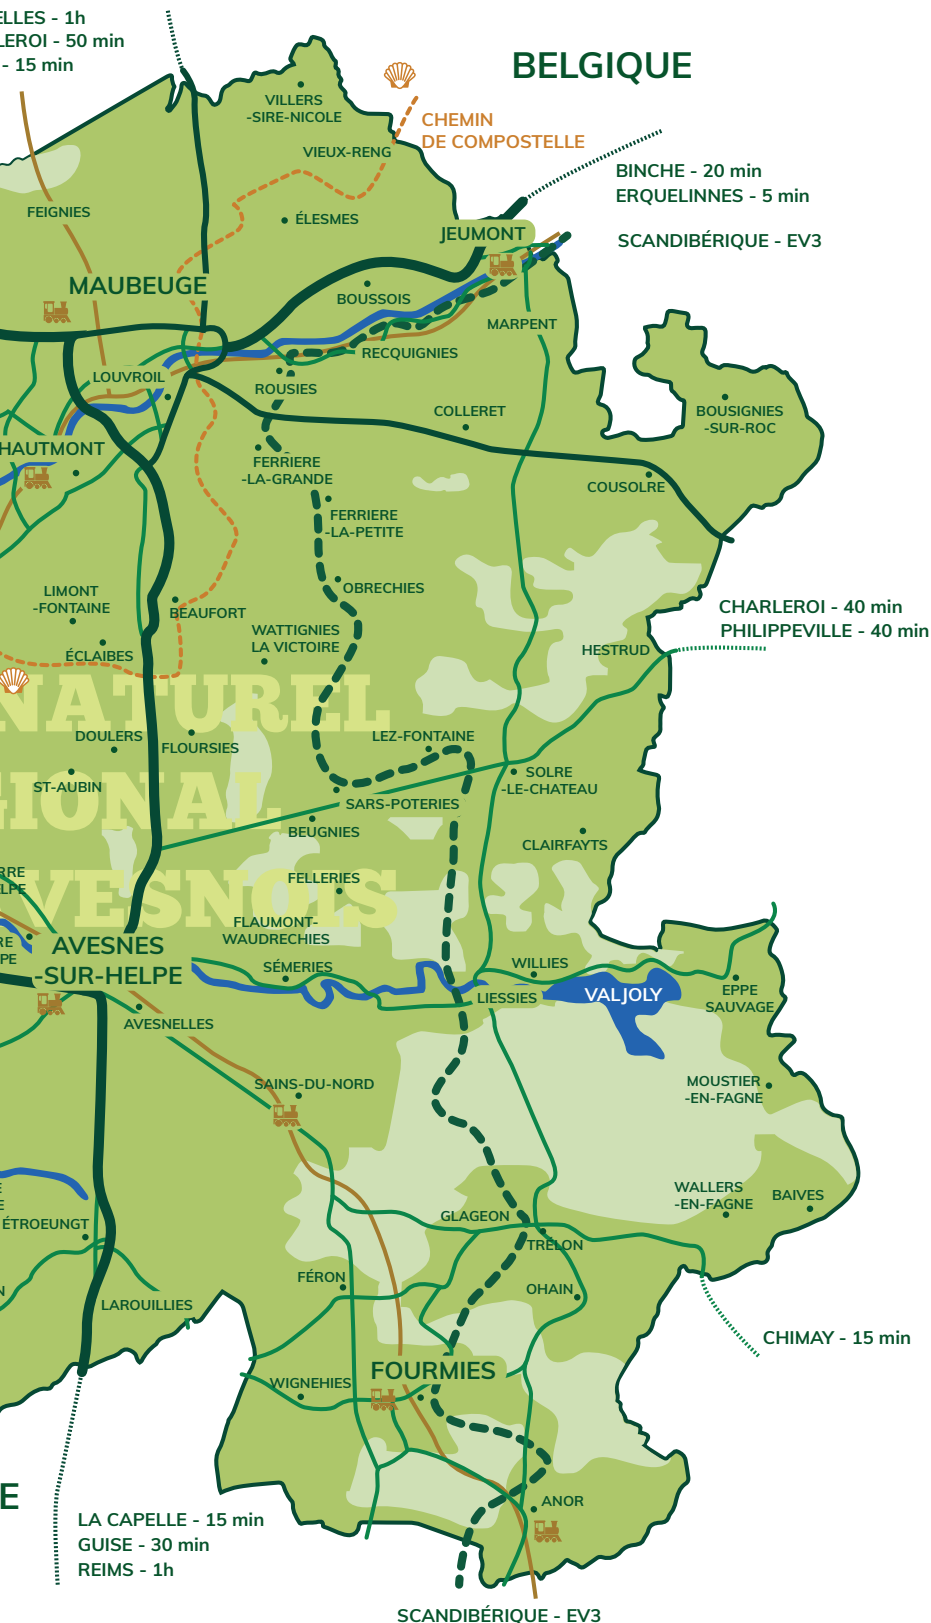 ELLES - 1h
LEROI - 50 min
- 15 min
BELGIQUE
VILLERS
-SIRE-NICOLE
CHEMIN
DE COMPOSTELLE
VIEUX-RENG
BINCHE - 20 min
ERQUELINNES - 5 min
FEIGNIES
ÉLESMES
JEUMONT
SCANDIBÉRIQUE - EV3
MAUBEUGE
BOUSSOIS
MARPENT
RECQUIGNIES
LOUVROIL
ROUSIES
COLLERET
BOUSIGNIES
-SUR-ROC
HAUTMONT
FERRIERE
-LA-GRANDE
COUSOLRE
FERRIERE
-LA-PETITE
LIMONT
-FONTAINE
OBRECHIES
BEAUFORT
CHARLEROI - 40 min
PHILIPPEVILLE - 40 min
WATTIGNIES
LA VICTOIRE
ÉCLAIBES
HESTRUD
NATUREL
DOULERS
FLOURSIES
LEZ-FONTAINE
ST-AUBIN
SOLRE
-LE-CHATEAU
GIONAL
SARS-POTERIES
BEUGNIES
CLAIRFAYTS
RRE
ELPE
FELLERIES
VESNOIS
FLAUMONT-
WAUDRECHIES
RE
PE
AVESNES
-SUR-HELPE
SÉMERIES
WILLIES
LIESSIES
VALJOLY
EPPE
SAUVAGE
AVESNELLES
SAINS-DU-NORD
MOUSTIER
-EN-FAGNE
E
E
WALLERS
-EN-FAGNE
BAIVES
ÉTROEUNGT
GLAGEON
TRÉLON
FÉRON
OHAIN
N
LAROUILLIES
CHIMAY - 15 min
FOURMIES
WIGNEHIES
E
ANOR
LA CAPELLE - 15 min
GUISE - 30 min
REIMS - 1h
SCANDIBÉRIQUE - EV3